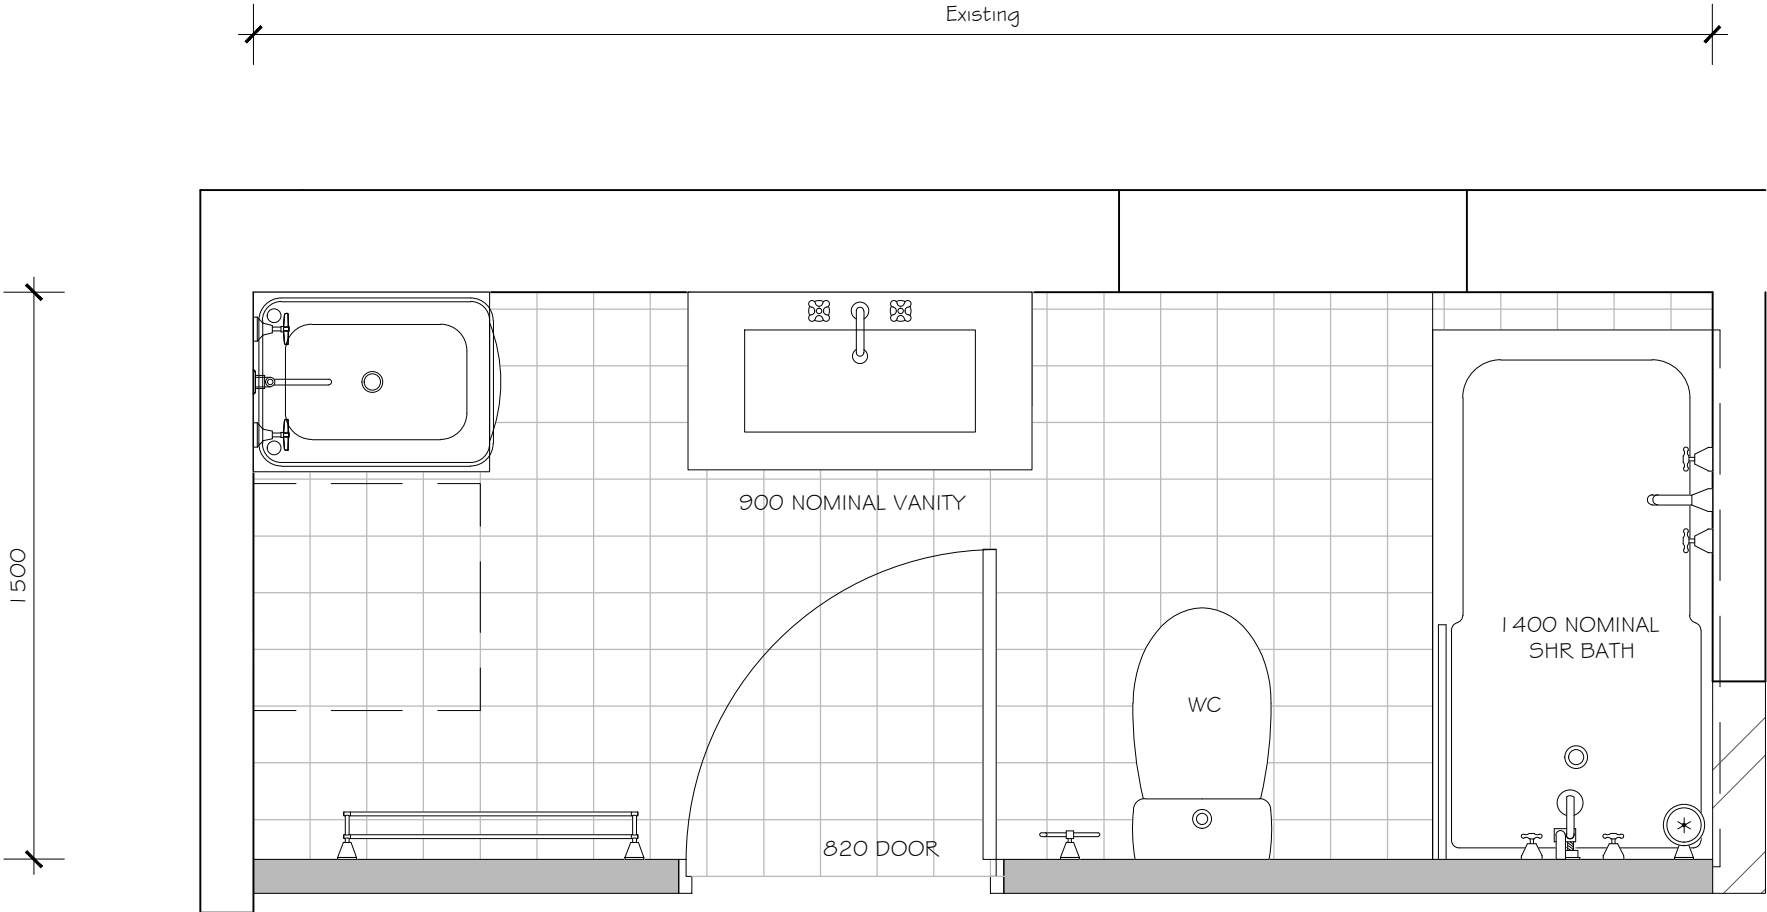 Existing
900 NOMINAL VANITY
1500
1400 NOMINAL
SHR BATH
WC
820 DOOR